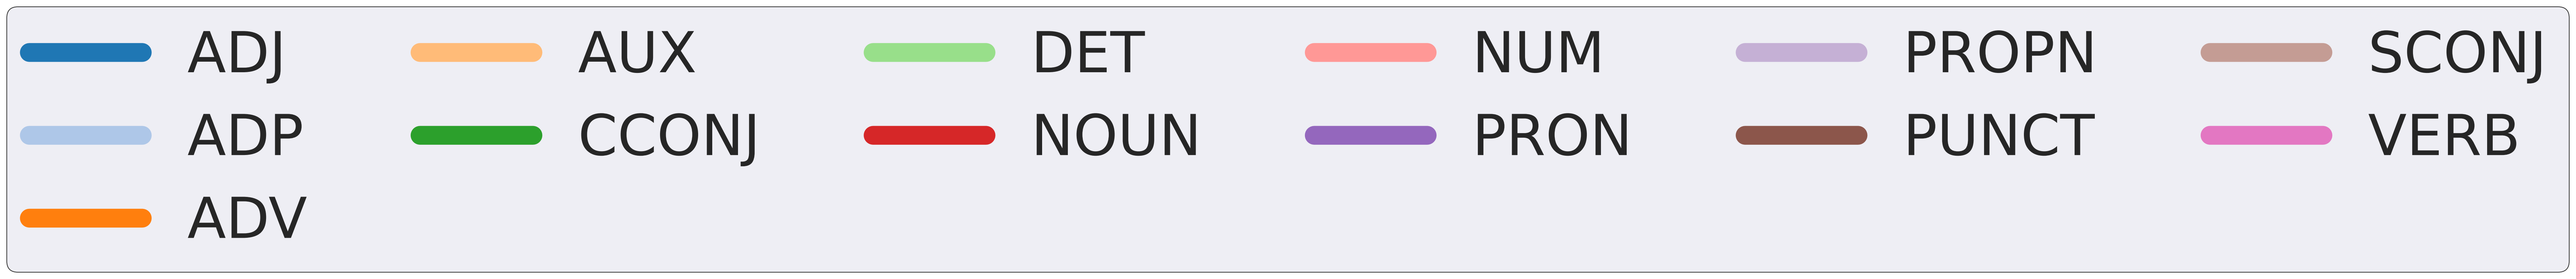 ADJ AUX DET NUM PROPN SCONJ
ADP CCONJ NOUN PRON PUNCT VERB
ADV